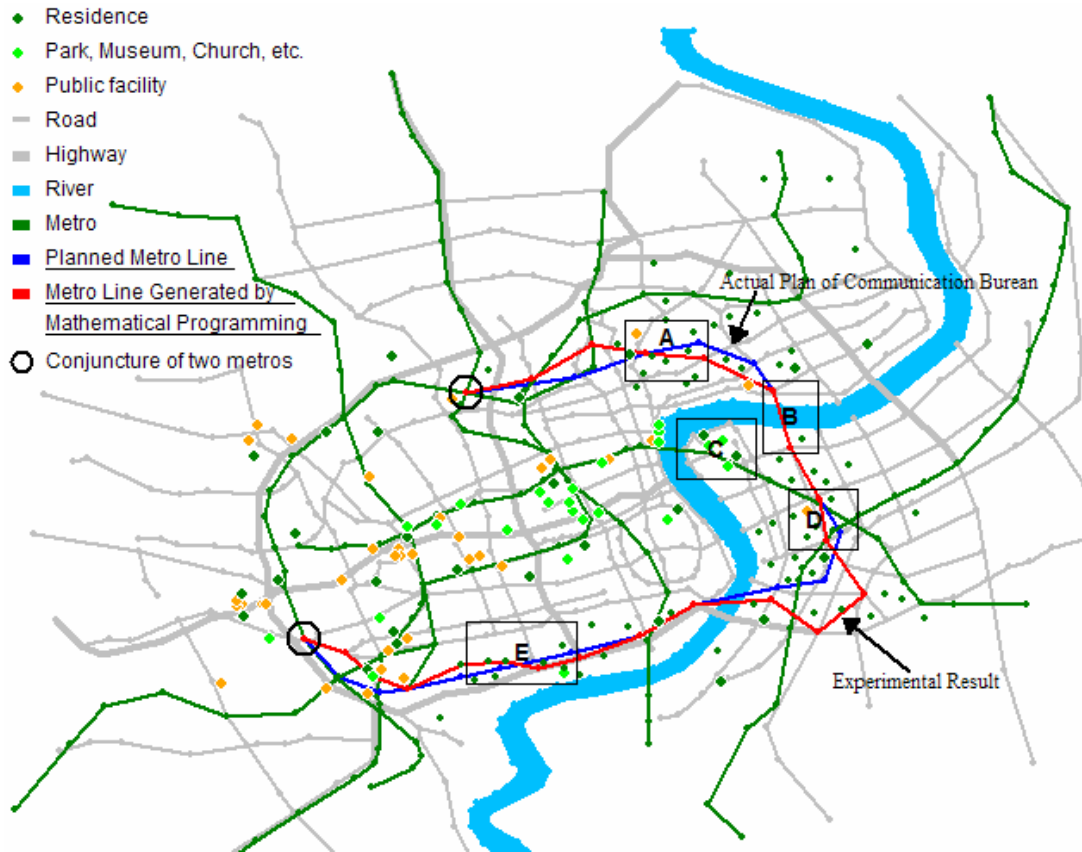 Residence
Park, Museum, Church, etc.
Public facility
Road
Highway
River
Metro
Planned Metro Line
Metro Line Generated by
Mathematical Programming
Conjuncture of two metros
Actual Plan of Communication Burean
A
B
C
D
E
Experimental Result